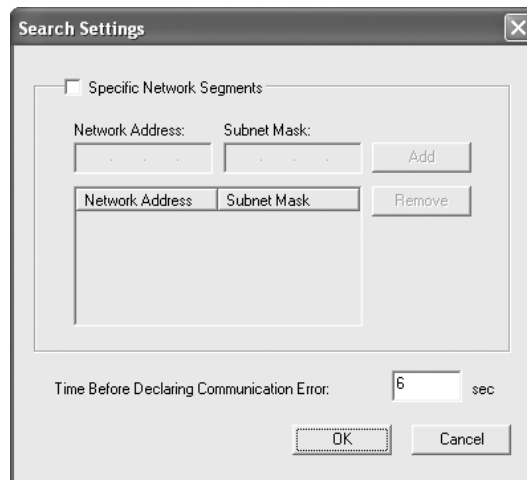 Search Settings
Specific Network Segments
Network Address: Subnet Mask:
. . . . . . Add
Network Address Subnet Mask Remove
Time Before Declaring Communication Error: 6 sec
OK Cancel